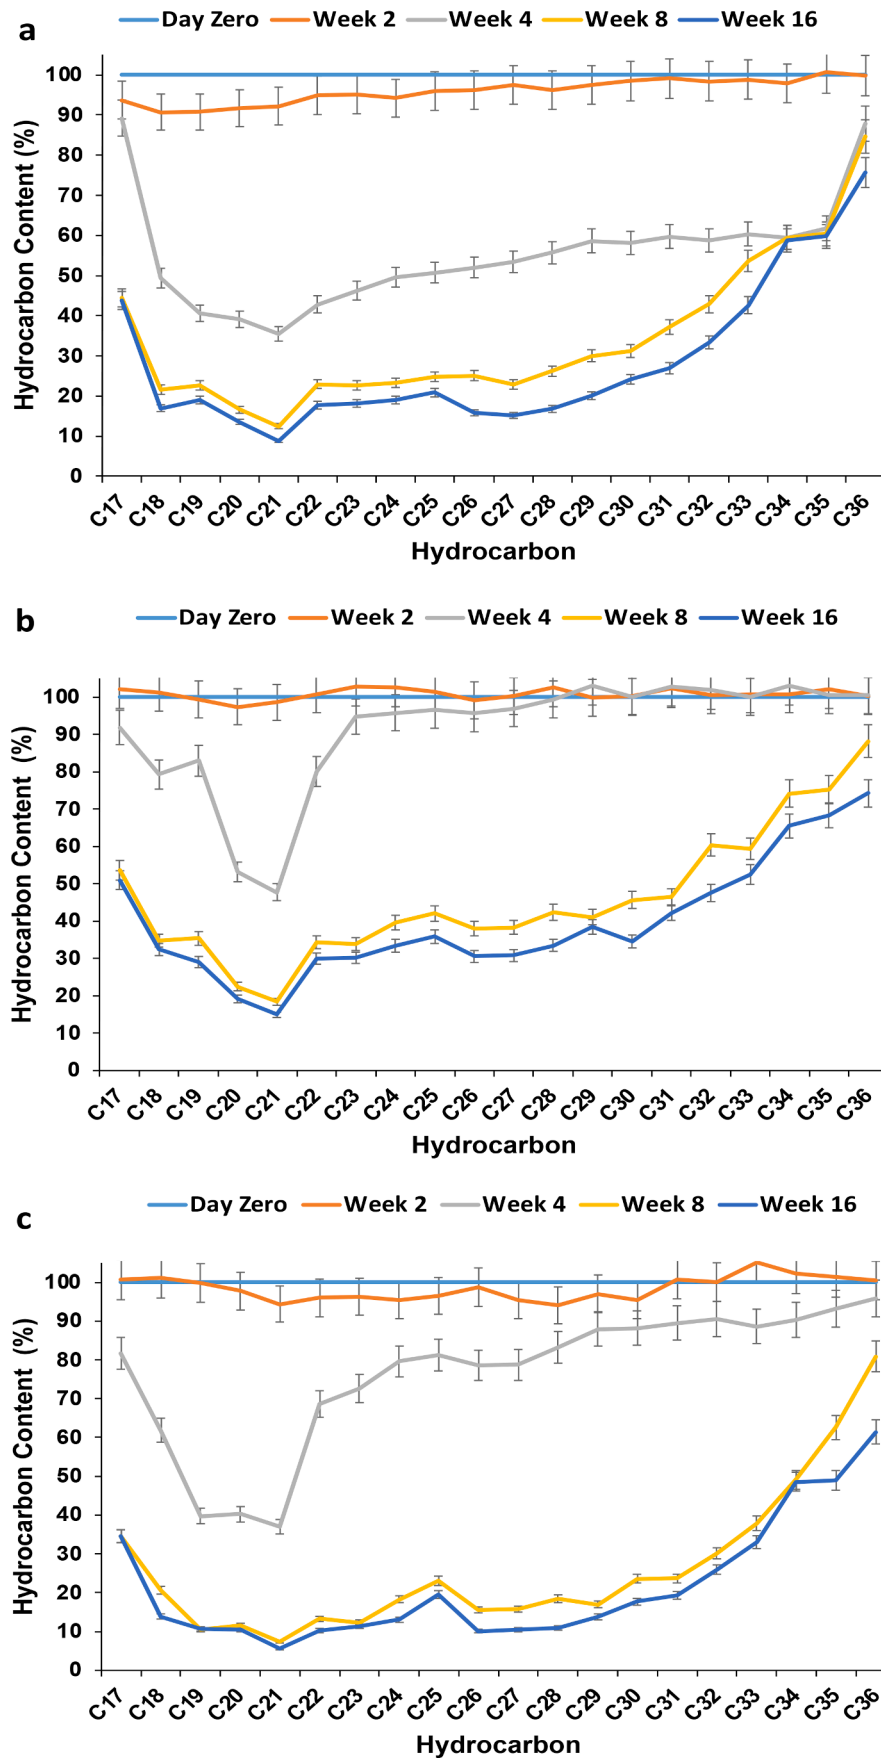 a
Day Zero Week 2 Week 4 Week 8 Week 16
Hydrocarbon Content (%)
100
90
80
70
60
50
40
30
20
10
0
C17 C18 C19 C20 C21 C22 C23 C24 C25 C26 C27 C28 C29 C30 C31 C32 C33 C34 C35 C36
Hydrocarbon
b
Day Zero Week 2 Week 4 Week 8 Week 16
Hydrocarbon Content (%)
100
90
80
70
60
50
40
30
20
10
0
C17 C18 C19 C20 C21 C22 C23 C24 C25 C26 C27 C28 C29 C30 C31 C32 C33 C34 C35 C36
Hydrocarbon
c
Day Zero Week 2 Week 4 Week 8 Week 16
Hydrocarbon Content (%)
100
90
80
70
60
50
40
30
20
10
0
C17 C18 C19 C20 C21 C22 C23 C24 C25 C26 C27 C28 C29 C30 C31 C32 C33 C34 C35 C36
Hydrocarbon